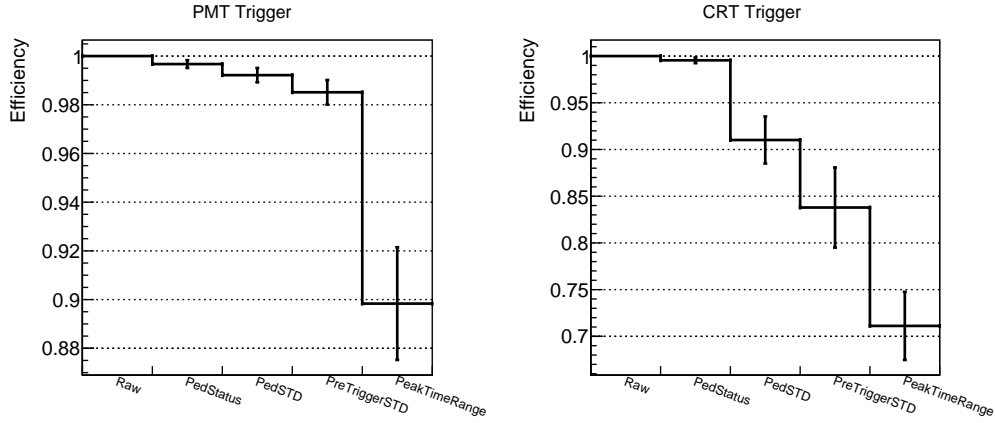 PMT Trigger
Efficiency
1
0.98
0.96
0.94
0.92
0.9
0.88
Raw
PedStatus
PedSTD
PreTriggerSTD
PeakTimeRange
CRT Trigger
Efficiency
1
0.95
0.9
0.85
0.8
0.75
0.7
Raw
PedStatus
PedSTD
PreTriggerSTD
PeakTimeRange